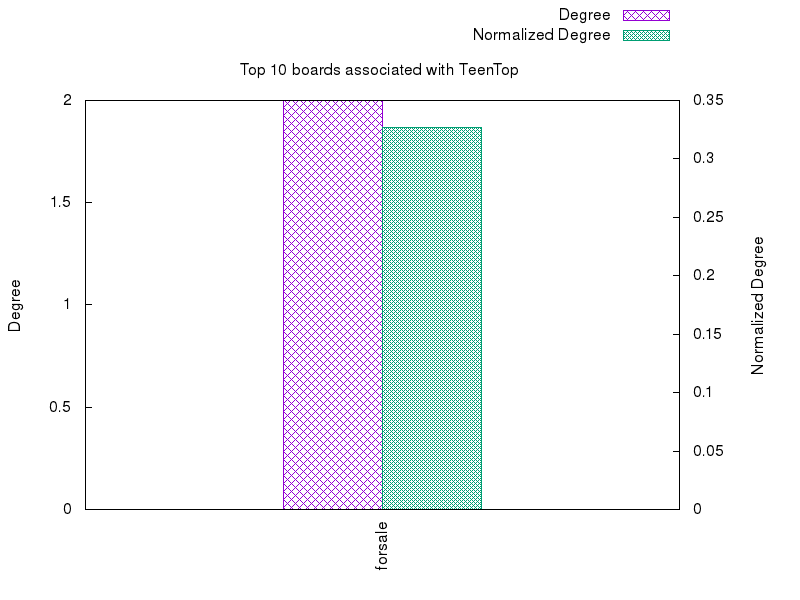 Degree
Normalized Degree
Top 10 boards associated with TeenTop
2
1.5
1
0.5
0
0.35
0.3
0.25
0.2
0.15
0.1
0.05
0
Degree
Normalized Degree
forsale